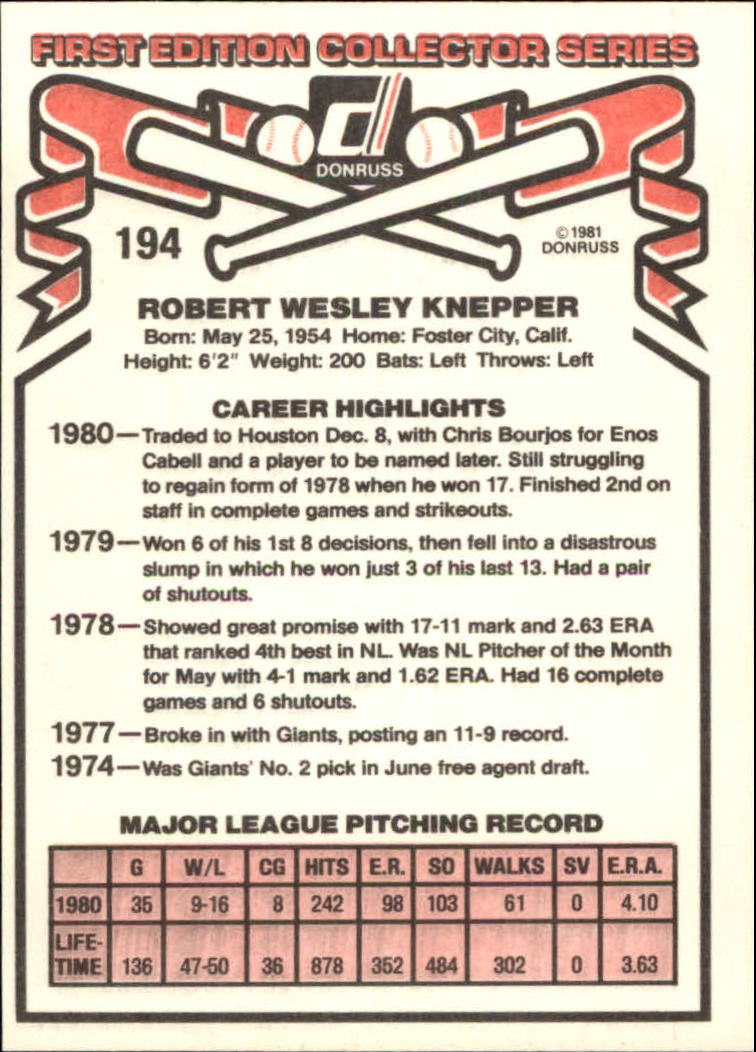 FIRST EDITION COLLECTOR SERIES
d
DONRUSS
194
© 1981
DONRUSS
ROBERT WESLEY KNEPPER
Born: May 25, 1954 Home: Foster City, Calif.
Height: 6'2" Weight: 200 Bats: Left Throws: Left
CAREER HIGHLIGHTS
1980—Traded to Houston Dec. 8, with Chris Bourjos for Enos
Cabell and a player to be named later. Still struggling
to regain form of 1978 when he won 17. Finished 2nd on
staff in complete games and strikeouts.
1979—Won 6 of his 1st 8 decisions, then fell into a disastrous
slump in which he won just 3 of his last 13. Had a pair
of shutouts.
1978—Showed great promise with 17-11 mark and 2.63 ERA
that ranked 4th best in NL. Was NL Pitcher of the Month
for May with 4-1 mark and 1.62 ERA. Had 16 complete
games and 6 shutouts.
1977—Broke in with Giants, posting an 11-9 record.
1974—Was Giants' No. 2 pick in June free agent draft.
MAJOR LEAGUE PITCHING RECORD
G W/L CG HITS E.R. SO WALKS SV E.R.A.
1980 35 9-16 8 242 98 103 61 0 4.10
LIFE-
TIME 136 47-50 36 878 352 484 302 0 3.63